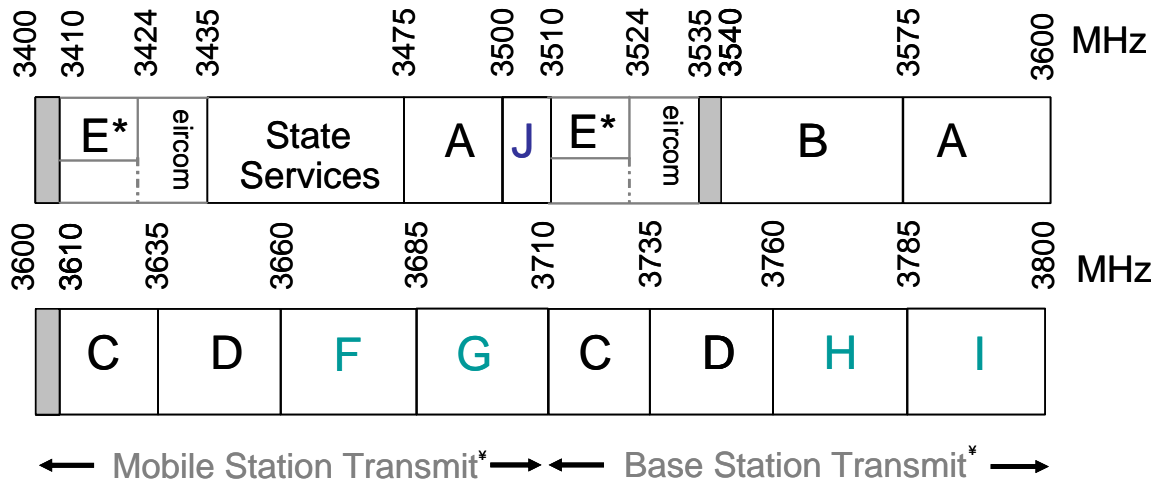 3400 3410 3424 3435 3475 3500 3510 3524 3535 3540 3575 3600 MHz
E* eircom State Services A J E* eircom B A
3600 3610 3635 3660 3685 3710 3735 3760 3785 3800 MHz
C D F G C D H I
Mobile Station Transmit¥ Base Station Transmit¥